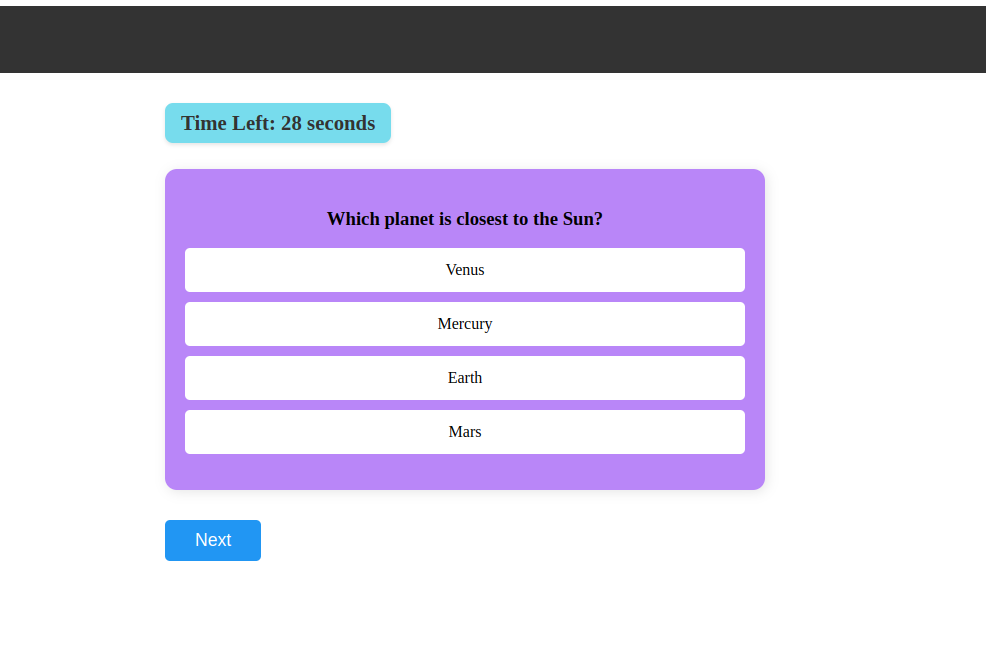 Time Left: 28 seconds
Which planet is closest to the Sun?
Venus
Mercury
Earth
Mars
Next